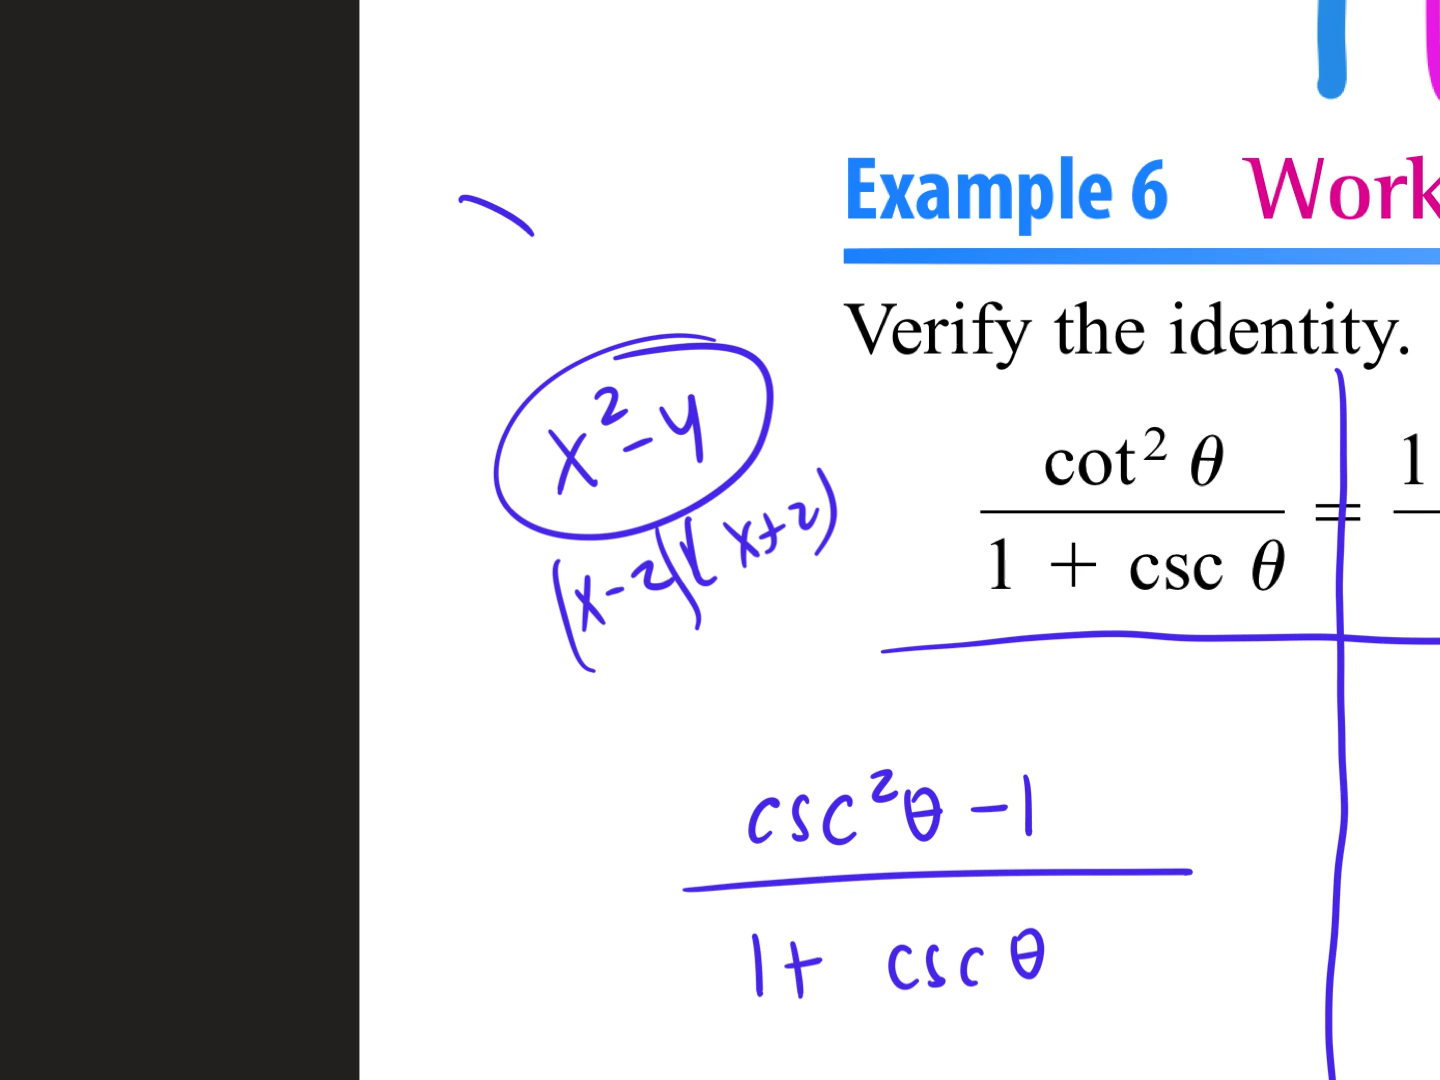 Example 6 Work
Verify the identity.
cot² θ
1 + csc θ
=
1
x² - 4
(x-2)(x+2)
csc²θ - 1
1 + csc θ